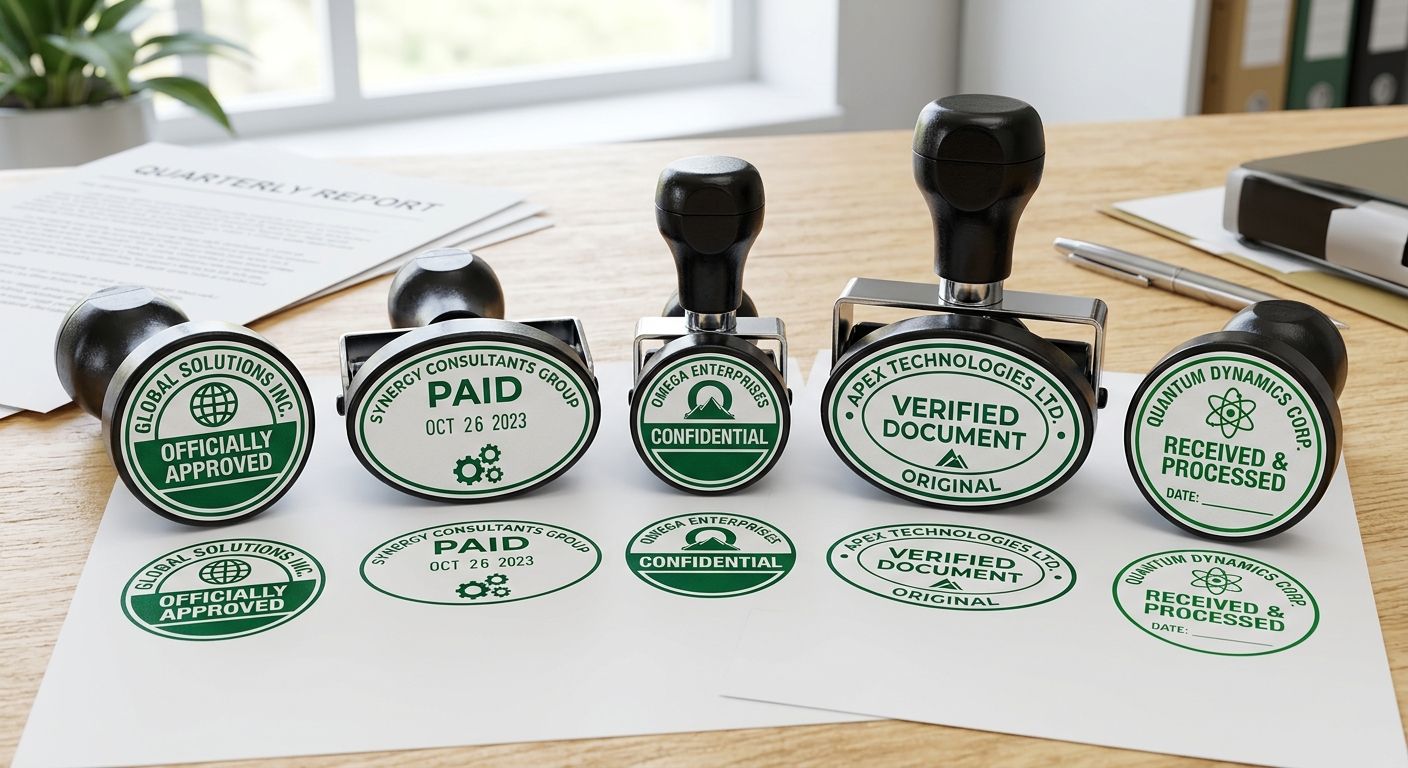 QUARTERLY REPORT
GLOBAL SOLUTIONS INC.
OFFICIALLY
APPROVED
SYNERGY CONSULTANTS GROUP
PAID
OCT 26 2023
OMEGA ENTERPRISES
CONFIDENTIAL
APEX TECHNOLOGIES LTD.
VERIFIED
DOCUMENT
ORIGINAL
QUANTUM DYNAMICS CORP.
RECEIVED &
PROCESSED
DATE:
GLOBAL SOLUTIONS INC.
OFFICIALLY
APPROVED
SYNERGY CONSULTANTS GROUP
PAID
OCT 26 2023
OMEGA ENTERPRISES
CONFIDENTIAL
APEX TECHNOLOGIES LTD.
VERIFIED
DOCUMENT
ORIGINAL
QUANTUM DYNAMICS CORP.
RECEIVED &
PROCESSED
DATE: